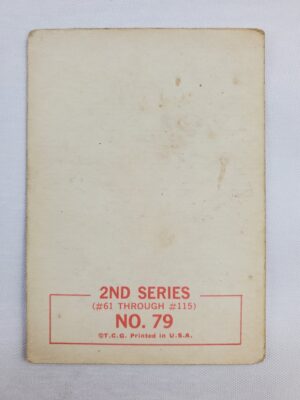 2ND SERIES
(#61 THROUGH #115)
NO. 79
©T.C.G. Printed in U.S.A.